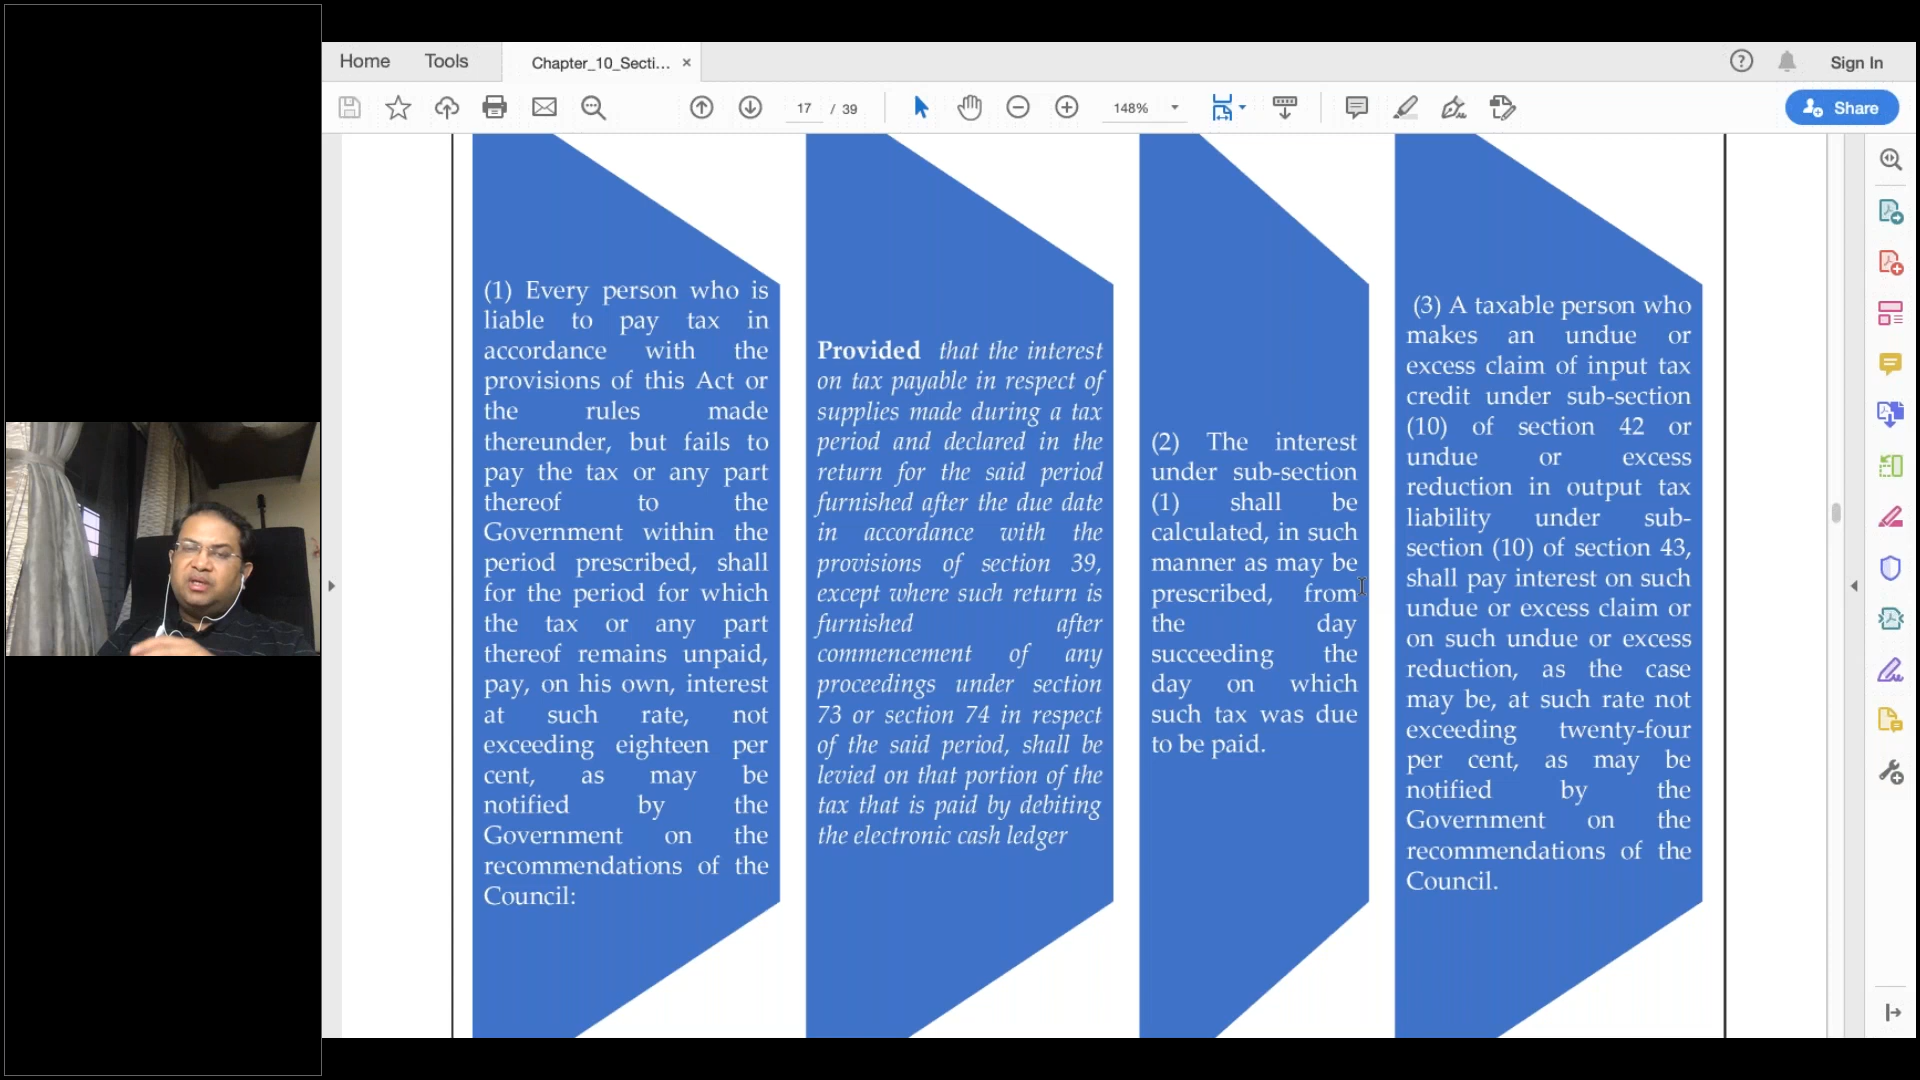 Home
Tools
Chapter_10_Secti... ×
Sign In
17 / 39
148%
Share
(1) Every person who is
liable to pay tax in
accordance with the
provisions of this Act or
the rules made
thereunder, but fails to
pay the tax or any part
thereof to the
Government within the
period prescribed, shall
for the period for which
the tax or any part
thereof remains unpaid,
pay, on his own, interest
at such rate, not
exceeding eighteen per
cent, as may be
notified by the
Government on the
recommendations of the
Council:
Provided that the interest
on tax payable in respect of
supplies made during a tax
period and declared in the
return for the said period
furnished after the due date
in accordance with the
provisions of section 39,
except where such return is
furnished after
commencement of any
proceedings under section
73 or section 74 in respect
of the said period, shall be
levied on that portion of the
tax that is paid by debiting
the electronic cash ledger
(2) The interest
under sub-section
(1) shall be
calculated, in such
manner as may be
prescribed, from
the day
succeeding the
day on which
such tax was due
to be paid.
(3) A taxable person who
makes an undue or
excess claim of input tax
credit under sub-section
(10) of section 42 or
undue or excess
reduction in output tax
liability under sub-
section (10) of section 43,
shall pay interest on such
undue or excess claim or
on such undue or excess
reduction, as the case
may be, at such rate not
exceeding twenty-four
per cent, as may be
notified by the
Government on the
recommendations of the
Council.